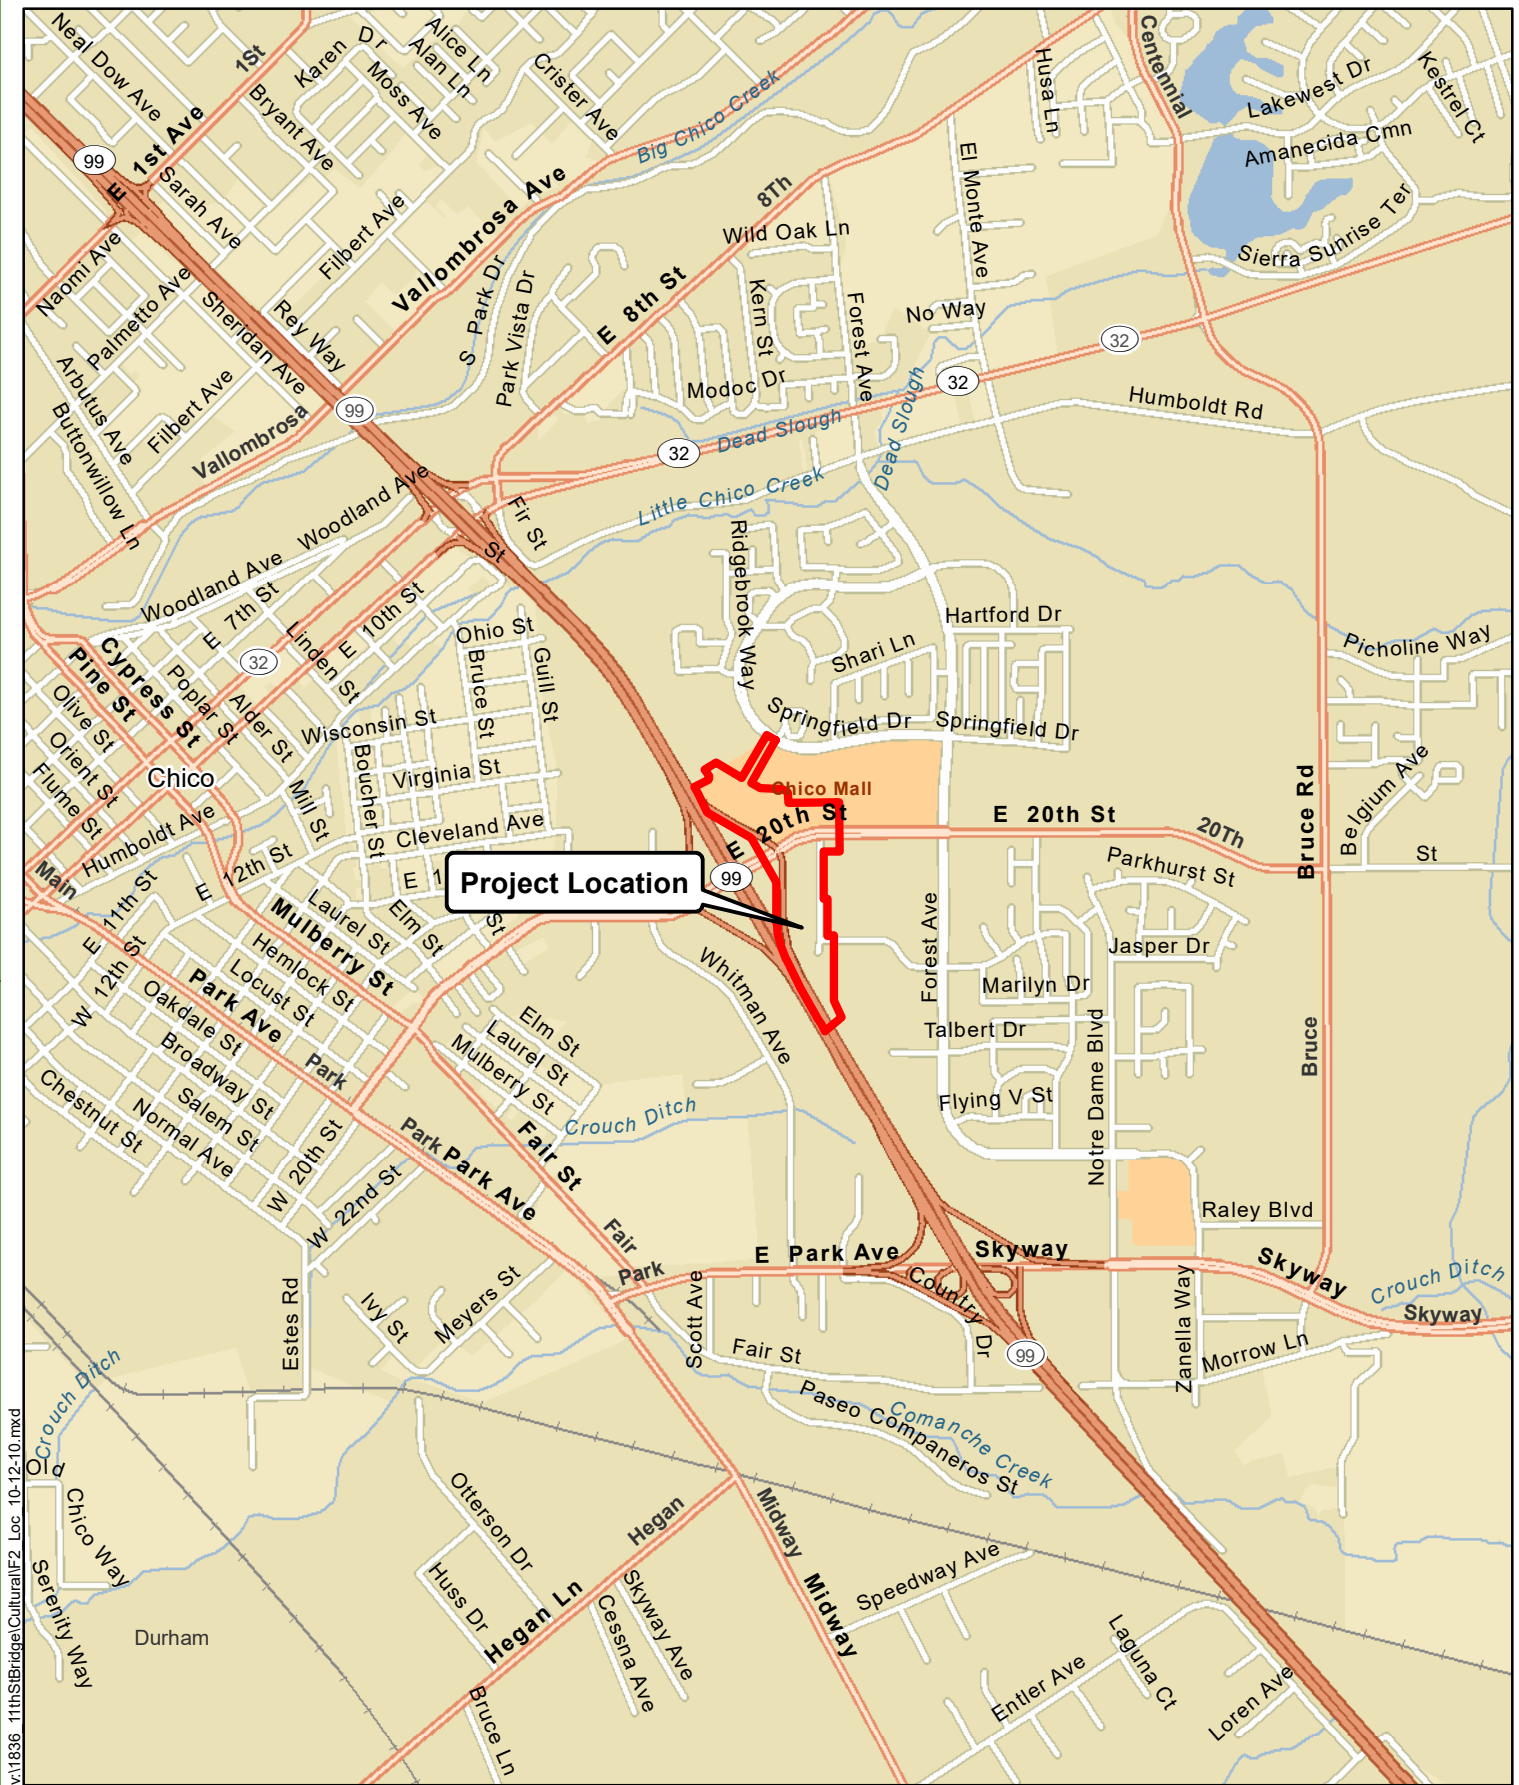 Neal Dow Ave
1St
Karen Dr
Alice Ln
Alan Ln
Moss Ave
Crister Ave
Bryant Ave
Big Chico Creek
Husa Ln
Centennial
Lakewest Dr
Kestrel Ct
Amanecida Cmn
99
E 1st Ave
Sarah Ave
Filbert Ave
Vallombrosa Ave
8Th
Wild Oak Ln
El Monte Ave
Sierra Sunrise Ter
Naomi Ave
Palmetto Ave
Sheridan Ave
Rey Way
S Park Dr
Park Vista Dr
E 8th St
Kern St
Forest Ave
No Way
32
Arbutus Ave
Filbert Ave
Buttonwillow Ln
Vallombrosa
99
Modoc Dr
32
Humboldt Rd
Dead Slough
Dead Slough
32
Little Chico Creek
Woodland Ave
Woodland Ave
Fir St
St
Ridgebrook Way
E 7th St
Linden St
E 10th St
32
Ohio St
Bruce St
Guill St
Hartford Dr
Shari Ln
Picholine Way
Cypress St
Pine St
Poplar St
Alder St
Olive St
Orient St
Flume St
Wisconsin St
Springfield Dr
Springfield Dr
Chico
Boucher St
Virginia St
Mill St
Chico Mall
Bruce Rd
Belgium Ave
Humboldt Ave
Cleveland Ave
E 20th St
E 20th St
20Th
St
Main
E 12th St
E 1
St
Project Location
99
Parkhurst St
E 11th St
W 12th St
Laurel St
Elm St
Mulberry St
Hemlock St
Locust St
Park Ave
Oakdale St
Whitman Ave
Forest Ave
Jasper Dr
Marilyn Dr
Talbert Dr
Notre Dame Blvd
Bruce
Broadway St
Park
Elm St
Laurel St
Mulberry St
Chestnut St
Salem St
Normal Ave
W 20th St
W 22nd St
Crouch Ditch
Flying V St
Park
Park Ave
Fair St
Fair
Raley Blvd
E Park Ave
Skyway
Skyway
Park
Country Dr
Crouch Ditch
Skyway
Estes Rd
Ivy St
Meyers St
Scott Ave
Fair St
99
Zanella Way
Morrow Ln
Crouch Ditch
Paseo Companeros St
Comanche Creek
Old Chico Way
Serenity Way
Otterson Dr
Hegan
Midway
Huss Dr
Hegan Ln
Skyway Ave
Cessna Ave
Midway
Speedway Ave
Durham
Bruce Ln
Entler Ave
Laguna Ct
Loren Ave
v:\1836_11thStBridge\Cultural\F2_Loc_10-12-10.mxd